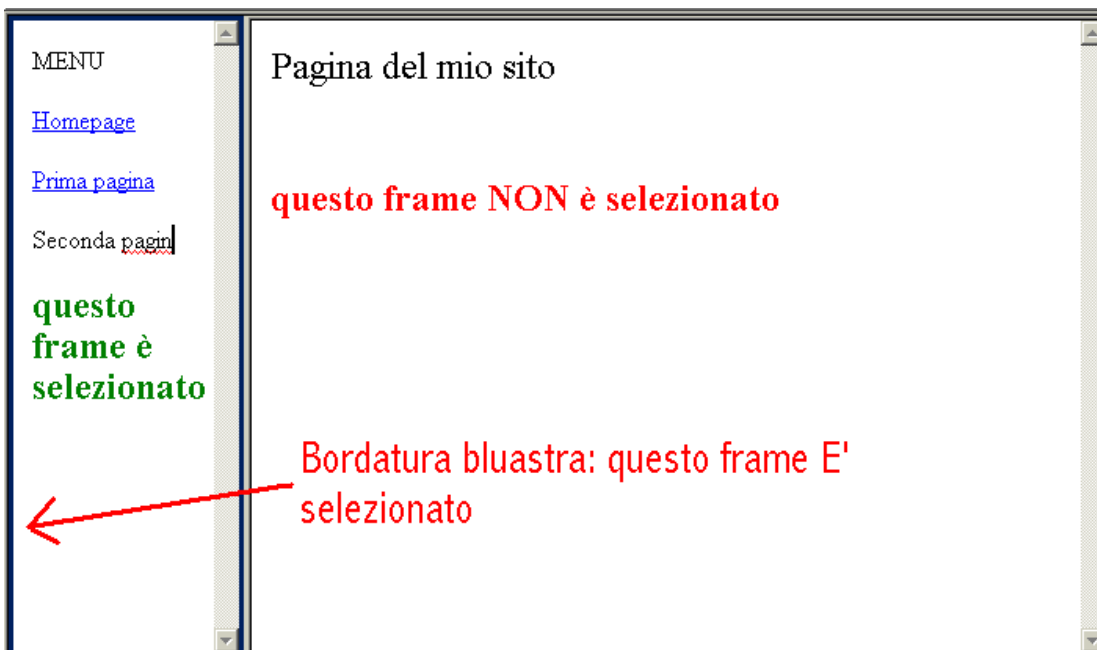 MENU
Homepage
Prima pagina
Seconda pagin
questo
frame è
selezionato
Pagina del mio sito
questo frame NON è selezionato
Bordatura bluastra: questo frame E'
selezionato